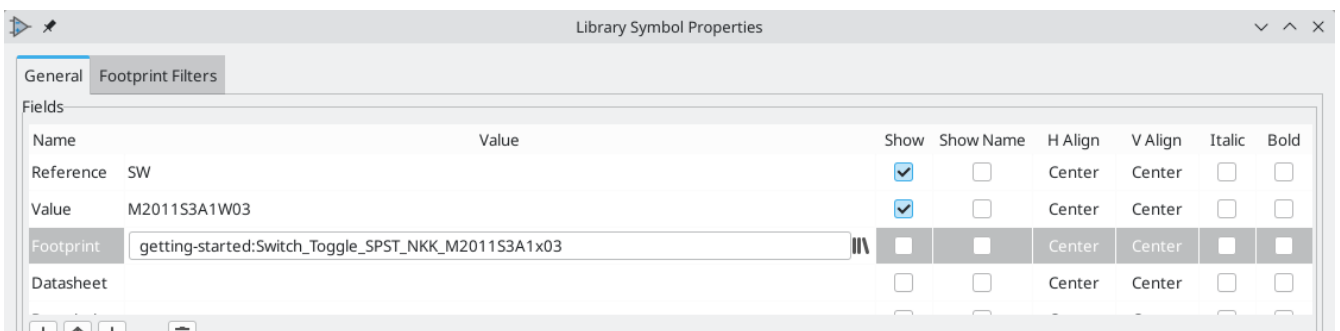 Library Symbol Properties
General Footprint Filters
Fields
Name Value Show Show Name H Align V Align Italic Bold
Reference SW Center Center
Value M2011S3A1W03 Center Center
Footprint getting-started:Switch_Toggle_SPST_NKK_M2011S3A1x03 Center Center
Datasheet Center Center